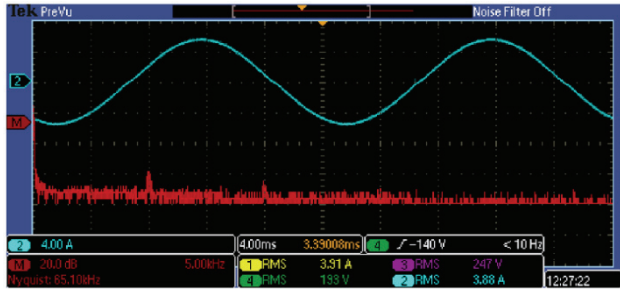 Tek PreVu
Noise Filter Off
2
M
2 4.00 A
4.00ms 3.39008ms 4 -140 V < 10 Hz
M 20.0 dB 5.00kHz
Nyquist: 65.10kHz
1 RMS 3.91 A 3 RMS 247 V
4 RMS 193 V 2 RMS 3.88 A
12:27:22